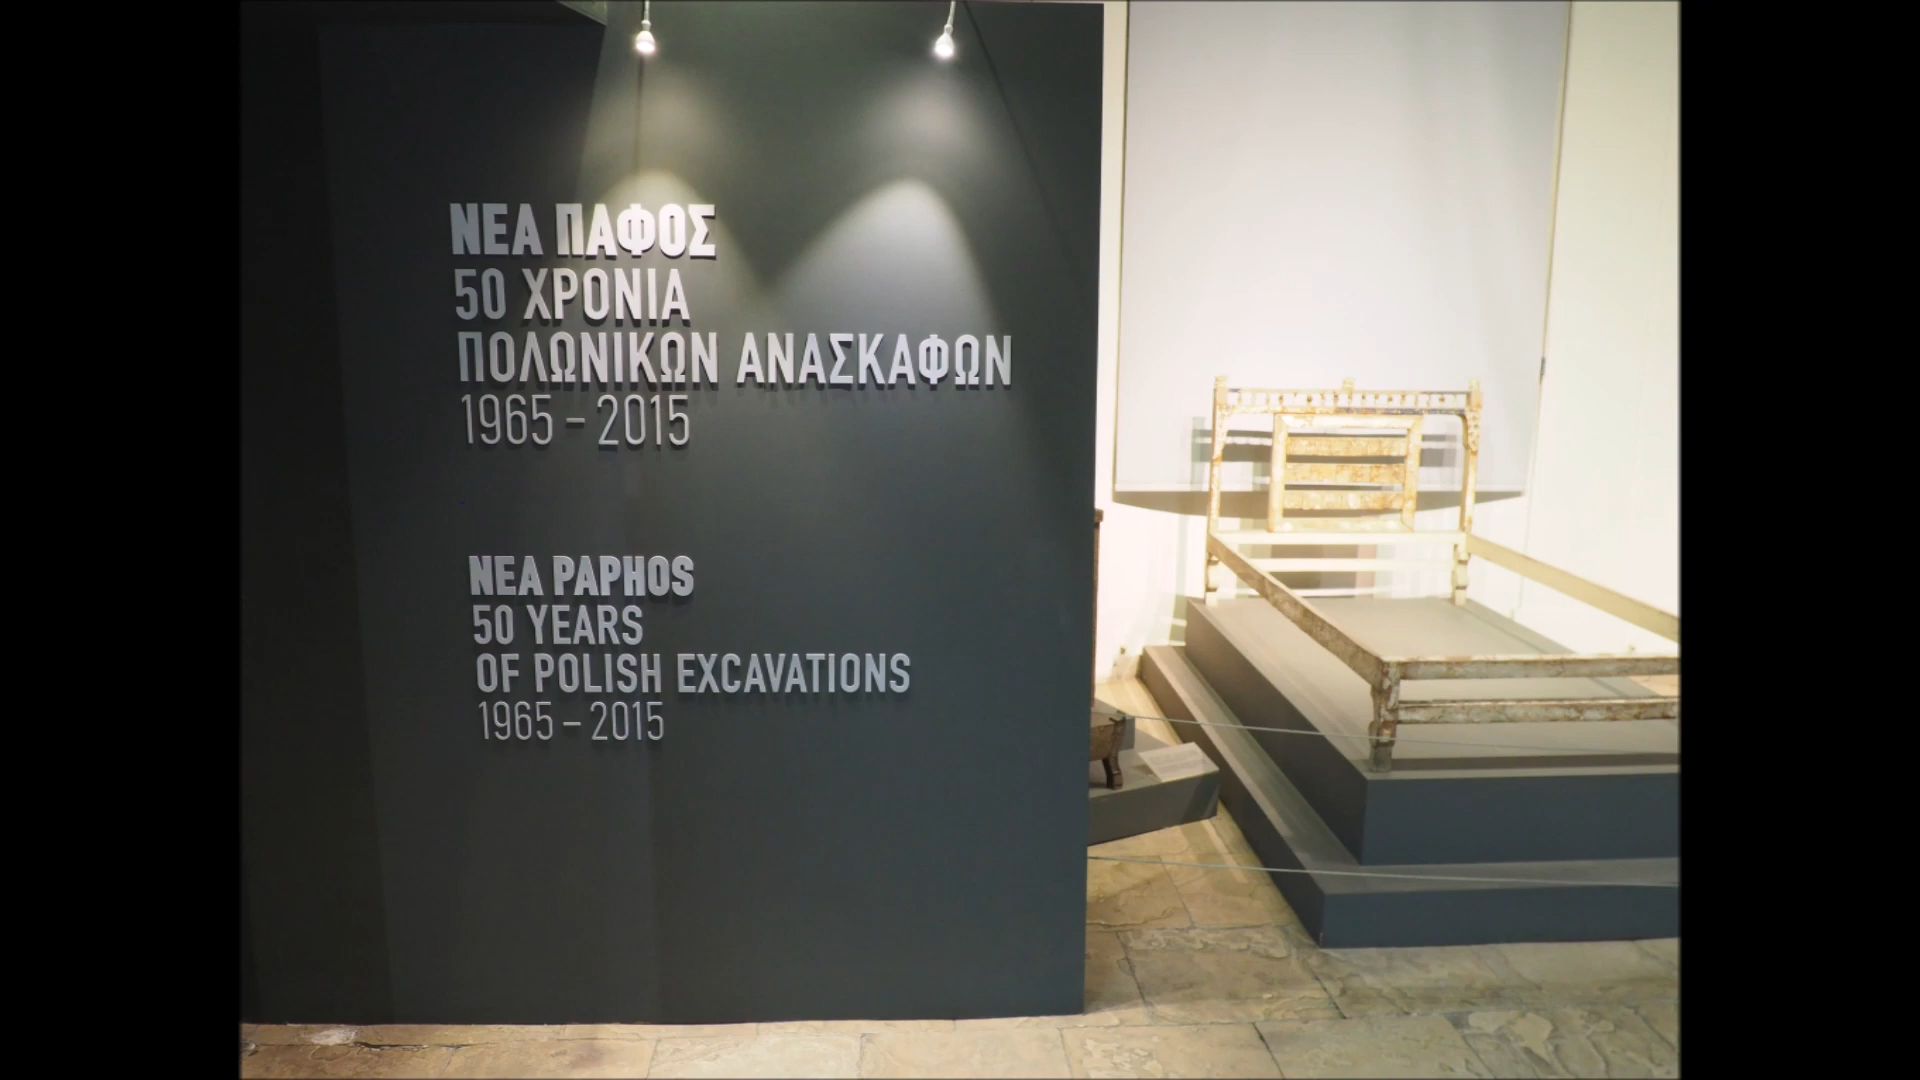 ΝΕΑ ΠΑΦΟΣ
50 ΧΡΟΝΙΑ
ΠΟΛΩΝΙΚΩΝ ΑΝΑΣΚΑΦΩΝ
1965 – 2015
NEA PAPHOS
50 YEARS
OF POLISH EXCAVATIONS
1965 – 2015